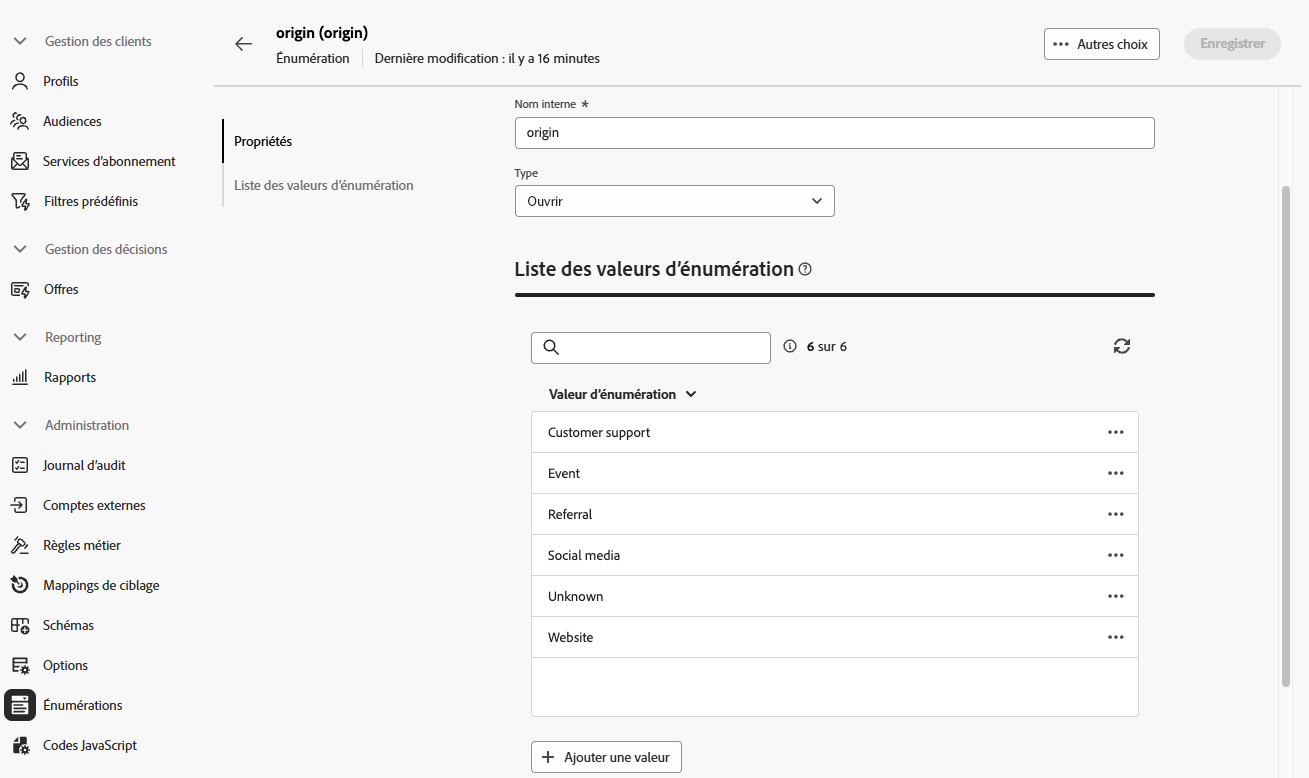 Gestion des clients
Profils
Audiences
Services d’abonnement
Filtres prédéfinis
Gestion des décisions
Offres
Reporting
Rapports
Administration
Journal d’audit
Comptes externes
Règles métier
Mappings de ciblage
Schémas
Options
Énumérations
Codes JavaScript
origin (origin)
Énumération
Dernière modification : il y a 16 minutes
Autres choix
Enregistrer
Propriétés
Liste des valeurs d’énumération
Nom interne *
origin
Type
Ouvrir
Liste des valeurs d’énumération
6 sur 6
Valeur d’énumération
Customer support
Event
Referral
Social media
Unknown
Website
Ajouter une valeur